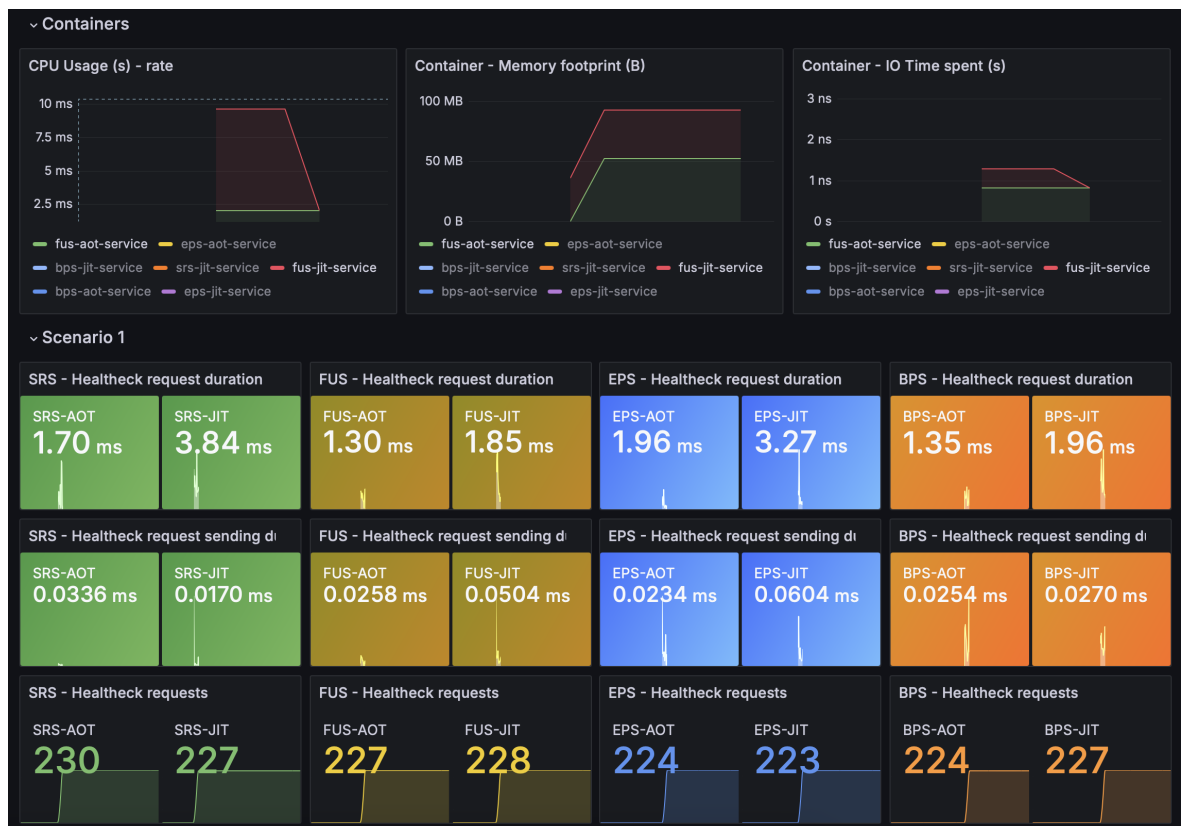 Containers
CPU Usage (s) - rate
10 ms
7.5 ms
5 ms
2.5 ms
fus-aot-service eps-aot-service
bps-jit-service srs-jit-service fus-jit-service
bps-aot-service eps-jit-service
Container - Memory footprint (B)
100 MB
50 MB
0 B
fus-aot-service eps-aot-service
bps-jit-service srs-jit-service fus-jit-service
bps-aot-service eps-jit-service
Container - IO Time spent (s)
3 ns
2 ns
1 ns
0 s
fus-aot-service eps-aot-service
bps-jit-service srs-jit-service fus-jit-service
bps-aot-service eps-jit-service
Scenario 1
SRS - Healtheck request duration
SRS-AOT SRS-JIT
1.70 ms 3.84 ms
FUS - Healtheck request duration
FUS-AOT FUS-JIT
1.30 ms 1.85 ms
EPS - Healtheck request duration
EPS-AOT EPS-JIT
1.96 ms 3.27 ms
BPS - Healtheck request duration
BPS-AOT BPS-JIT
1.35 ms 1.96 ms
SRS - Healtheck request sending
SRS-AOT SRS-JIT
0.0336 ms 0.0170 ms
FUS - Healtheck request sending
FUS-AOT FUS-JIT
0.0258 ms 0.0504 ms
EPS - Healtheck request sending
EPS-AOT EPS-JIT
0.0234 ms 0.0604 ms
BPS - Healtheck request sending
BPS-AOT BPS-JIT
0.0254 ms 0.0270 ms
SRS - Healtheck requests
SRS-AOT SRS-JIT
230 227
FUS - Healtheck requests
FUS-AOT FUS-JIT
227 228
EPS - Healtheck requests
EPS-AOT EPS-JIT
224 223
BPS - Healtheck requests
BPS-AOT BPS-JIT
224 227